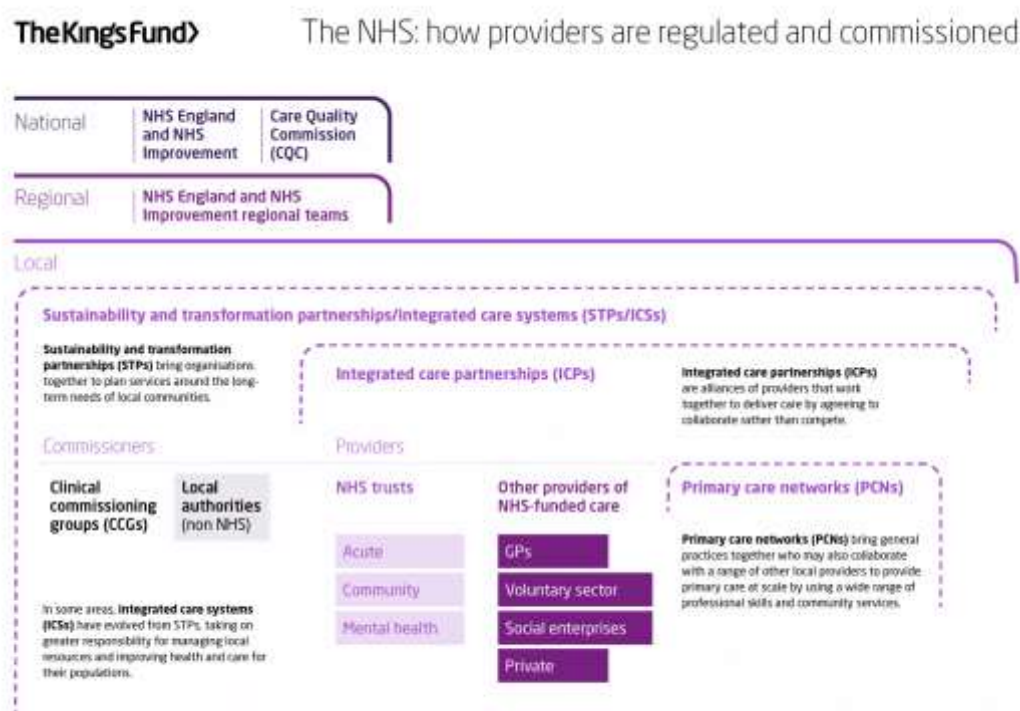 TheKing'sFund>
The NHS: how providers are regulated and commissioned
National
NHS England
and NHS
Improvement
Care Quality
Commission
(CQC)
Regional
NHS England and NHS
Improvement regional teams
Local
Sustainability and transformation partnerships/integrated care systems (STPs/ICSs)
Sustainability and transformation
partnerships (STPs) bring organisations
together to plan services around the long-
term needs of local communities.
Integrated care partnerships (ICPs)
Integrated care partnerships (ICPs)
are alliances of providers that work
together to deliver care by agreeing to
collaborate rather than compete.
Commissioners
Clinical
commissioning
groups (CCGs)
Local
authorities
(non NHS)
In some areas, integrated care systems
(ICSs) have evolved from STPs, taking on
greater responsibility for managing local
resources and improving health and care for
their populations.
Providers
NHS trusts
Acute
Community
Mental health
Other providers of
NHS-funded care
GPs
Voluntary sector
Social enterprises
Private
Primary care networks (PCNs)
Primary care networks (PCNs) bring general
practices together who may also collaborate
with a range of other local providers to provide
primary care at scale by using a wide range of
professional skills and community services.